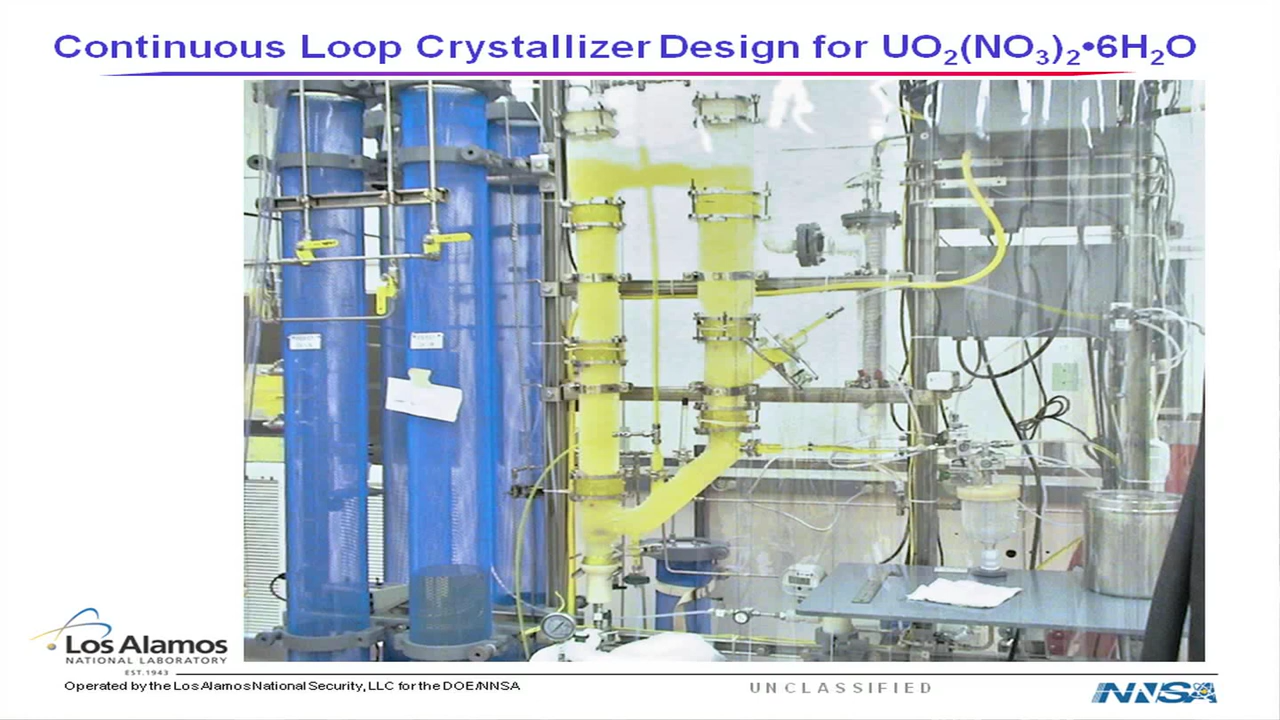 Continuous Loop Crystallizer Design for UO₂(NO₃)₂•6H₂O
Los Alamos
NATIONAL LABORATORY
EST. 1943
Operated by the Los Alamos National Security, LLC for the DOE/NNSA
UNCLASSIFIED
NNSA